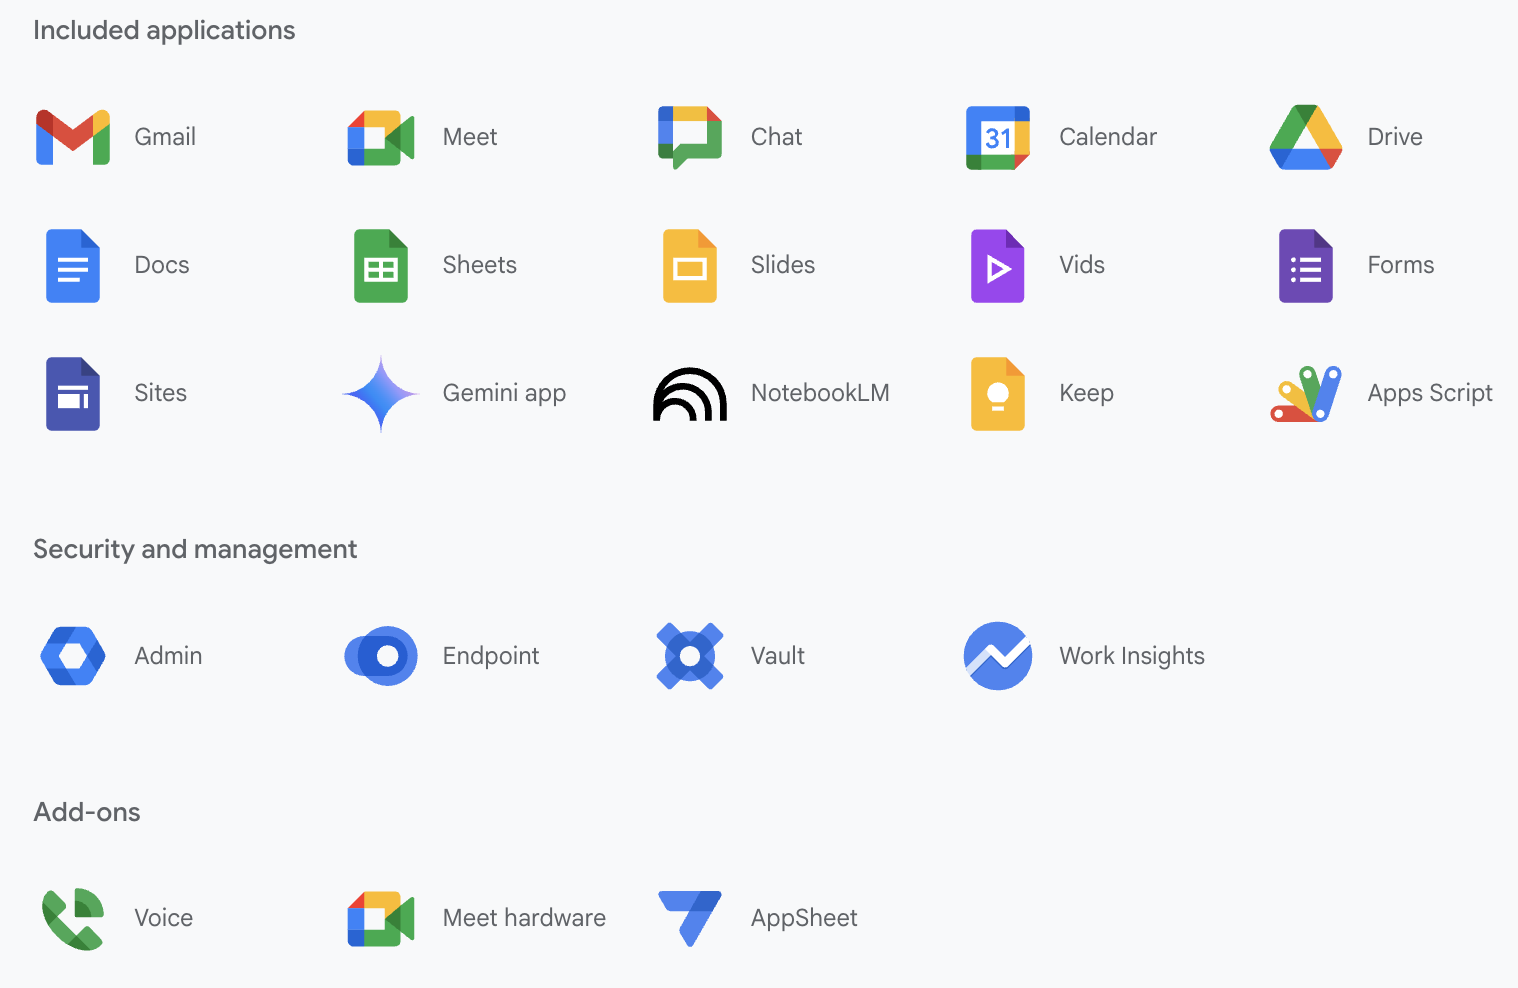 Included applications
Gmail
Meet
Chat
31
Calendar
Drive
Docs
Sheets
Slides
Vids
Forms
Sites
Gemini app
NotebookLM
Keep
Apps Script
Security and management
Admin
Endpoint
Vault
Work Insights
Add-ons
Voice
Meet hardware
AppSheet